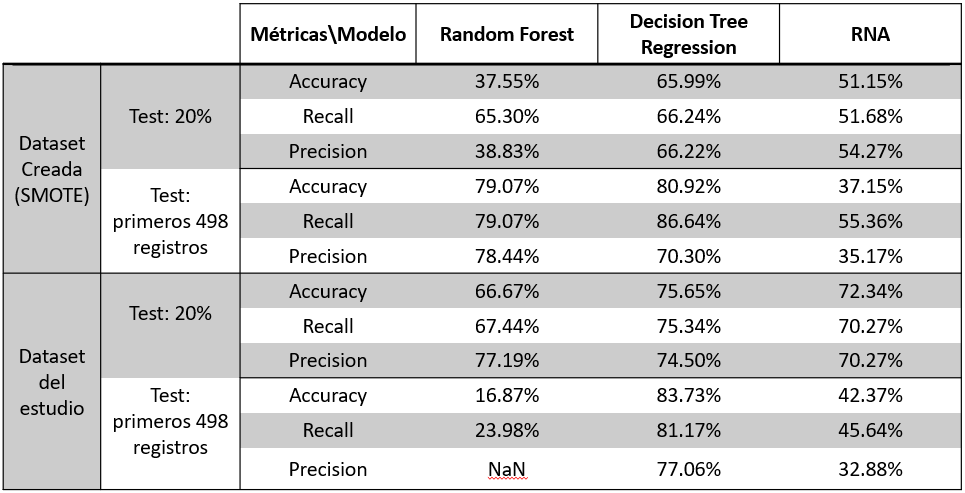 Métricas\Modelo Random Forest Decision Tree Regression RNA
Dataset Creada (SMOTE) Test: 20% Accuracy 37.55% 65.99% 51.15%
Recall 65.30% 66.24% 51.68%
Precision 38.83% 66.22% 54.27%
Test: primeros 498 registros Accuracy 79.07% 80.92% 37.15%
Recall 79.07% 86.64% 55.36%
Precision 78.44% 70.30% 35.17%
Dataset del estudio Test: 20% Accuracy 66.67% 75.65% 72.34%
Recall 67.44% 75.34% 70.27%
Precision 77.19% 74.50% 70.27%
Test: primeros 498 registros Accuracy 16.87% 83.73% 42.37%
Recall 23.98% 81.17% 45.64%
Precision NaN 77.06% 32.88%